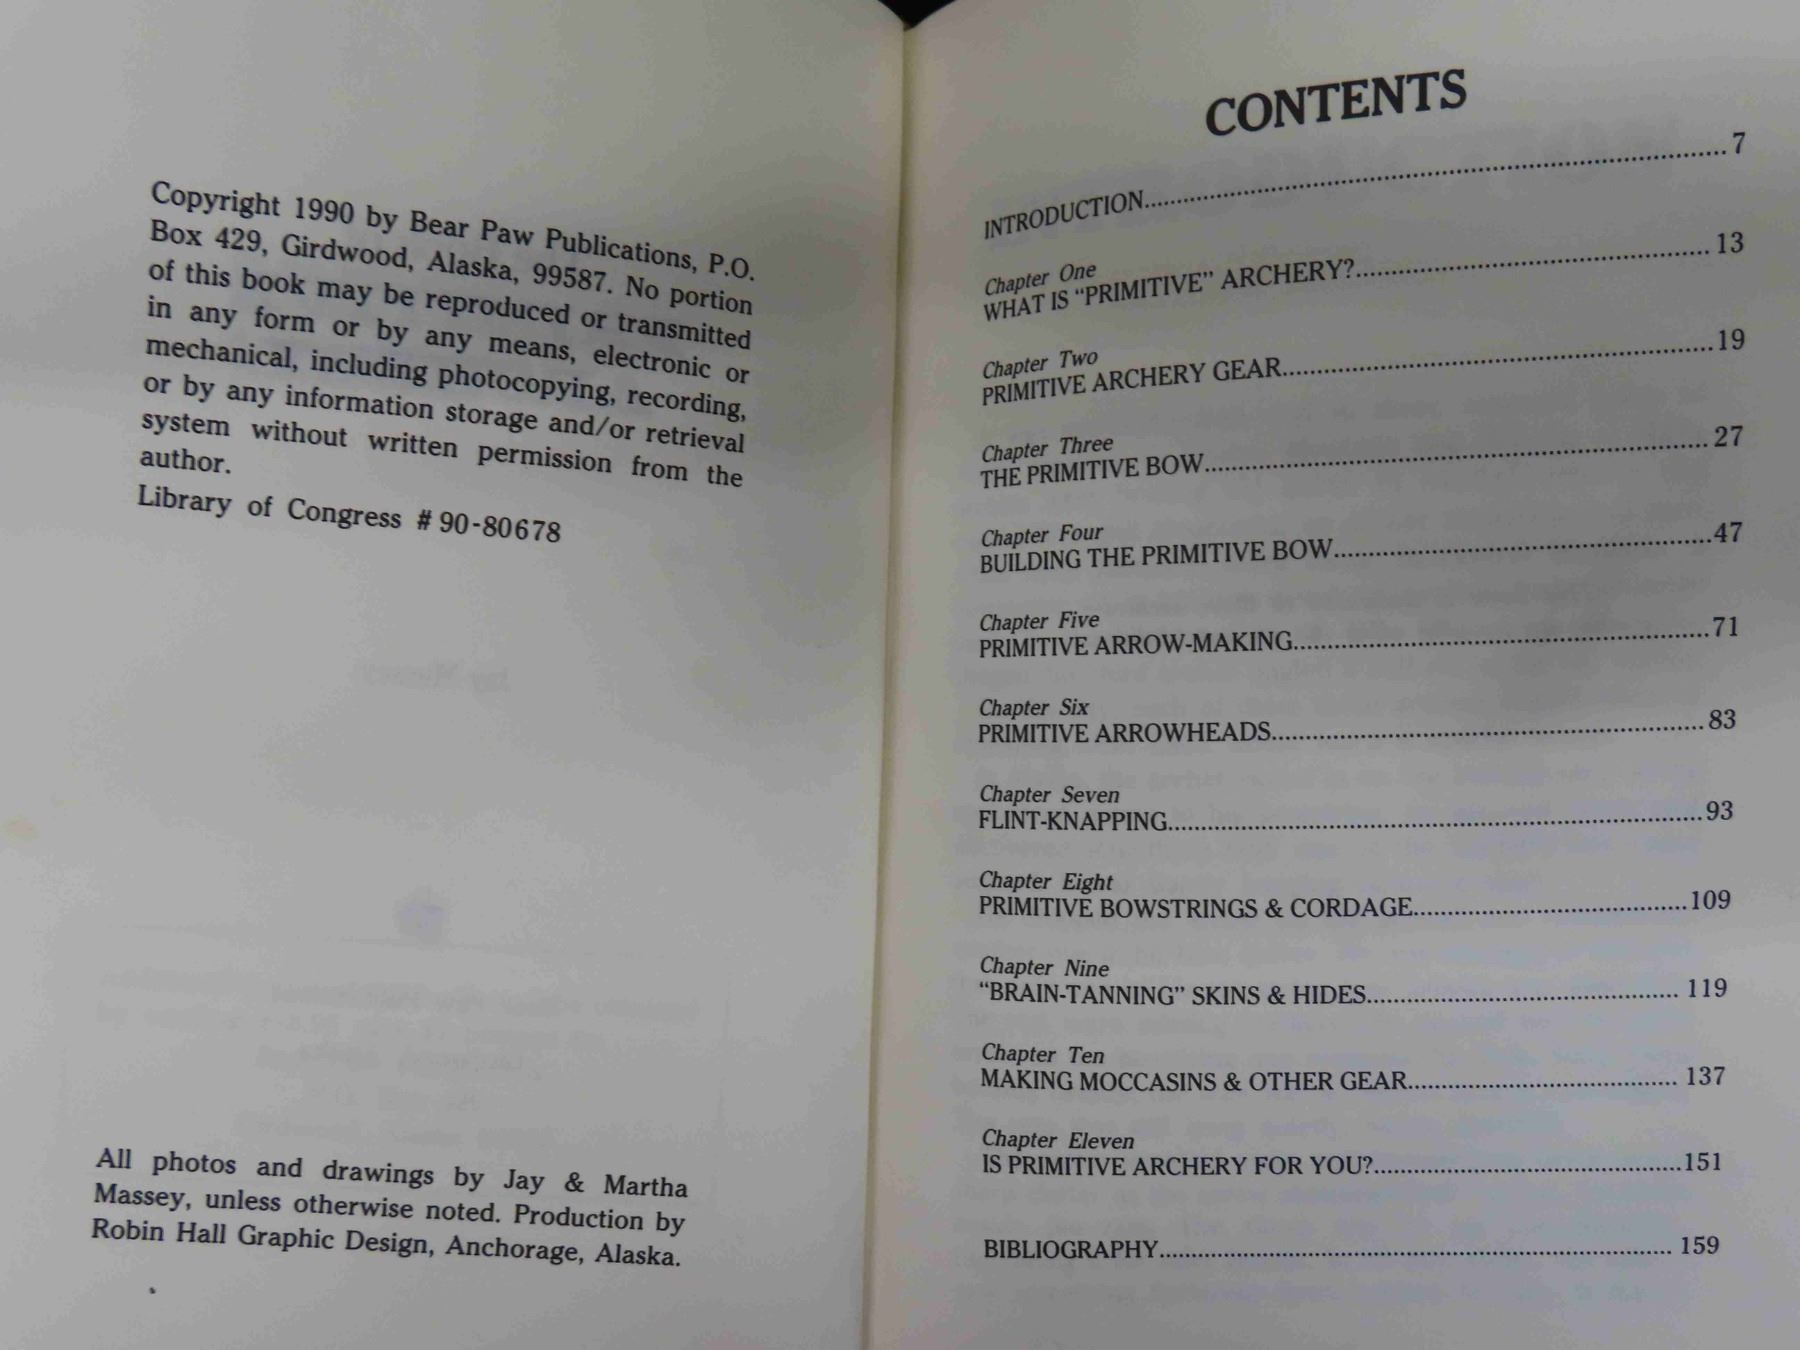 Copyright 1990 by Bear Paw Publications, P.O.
Box 429, Girdwood, Alaska, 99587. No portion
of this book may be reproduced or transmitted
in any form or by any means, electronic or
mechanical, including photocopying, recording,
or by any information storage and/or retrieval
system without written permission from the
author.
Library of Congress # 90-80678
All photos and drawings by Jay & Martha
Massey, unless otherwise noted. Production by
Robin Hall Graphic Design, Anchorage, Alaska.
CONTENTS
INTRODUCTION 7
Chapter One
WHAT IS “PRIMITIVE” ARCHERY? 13
Chapter Two
PRIMITIVE ARCHERY GEAR 19
Chapter Three
THE PRIMITIVE BOW 27
Chapter Four
BUILDING THE PRIMITIVE BOW 47
Chapter Five
PRIMITIVE ARROW-MAKING 71
Chapter Six
PRIMITIVE ARROWHEADS 83
Chapter Seven
FLINT-KNAPPING 93
Chapter Eight
PRIMITIVE BOWSTRINGS & CORDAGE 109
Chapter Nine
“BRAIN-TANNING” SKINS & HIDES 119
Chapter Ten
MAKING MOCCASINS & OTHER GEAR 137
Chapter Eleven
IS PRIMITIVE ARCHERY FOR YOU? 151
BIBLIOGRAPHY 159